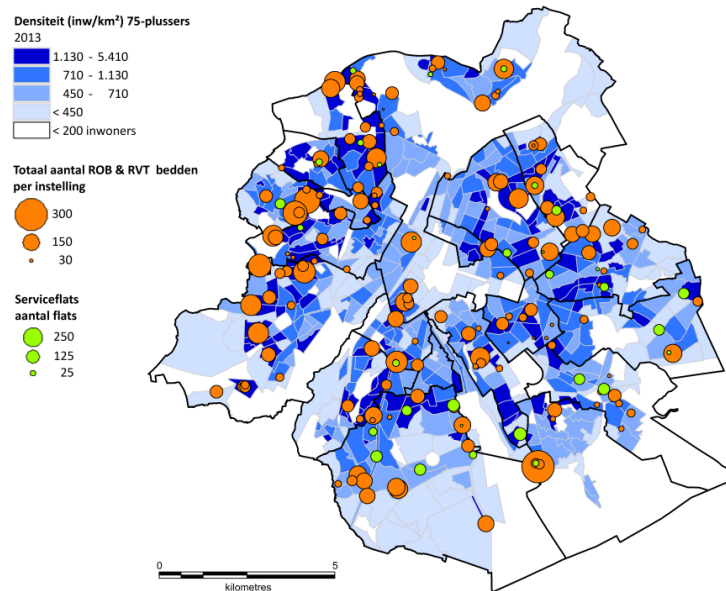 Densiteit (inw/km²) 75-plussers
2013
1.130 - 5.410
710 - 1.130
450 - 710
< 450
< 200 inwoners
Totaal aantal ROB & RVT bedden
per instelling
300
150
30
Serviceflats
aantal flats
250
125
25
0 5
kilometres